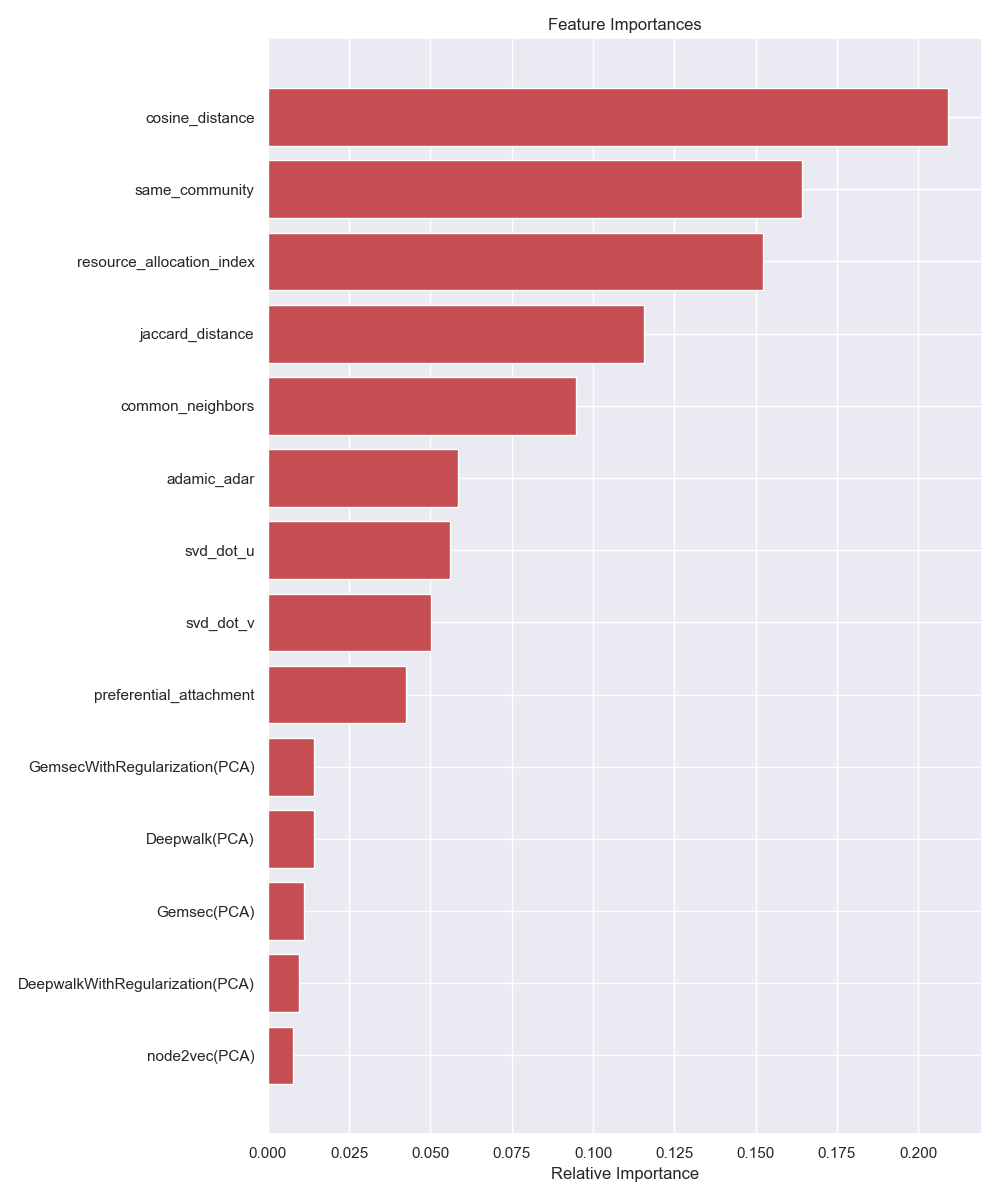 Feature Importances
cosine_distance
same_community
resource_allocation_index
jaccard_distance
common_neighbors
adamic_adar
svd_dot_u
svd_dot_v
preferential_attachment
GemsecWithRegularization(PCA)
Deepwalk(PCA)
Gemsec(PCA)
DeepwalkWithRegularization(PCA)
node2vec(PCA)
0.000 0.025 0.050 0.075 0.100 0.125 0.150 0.175 0.200
Relative Importance